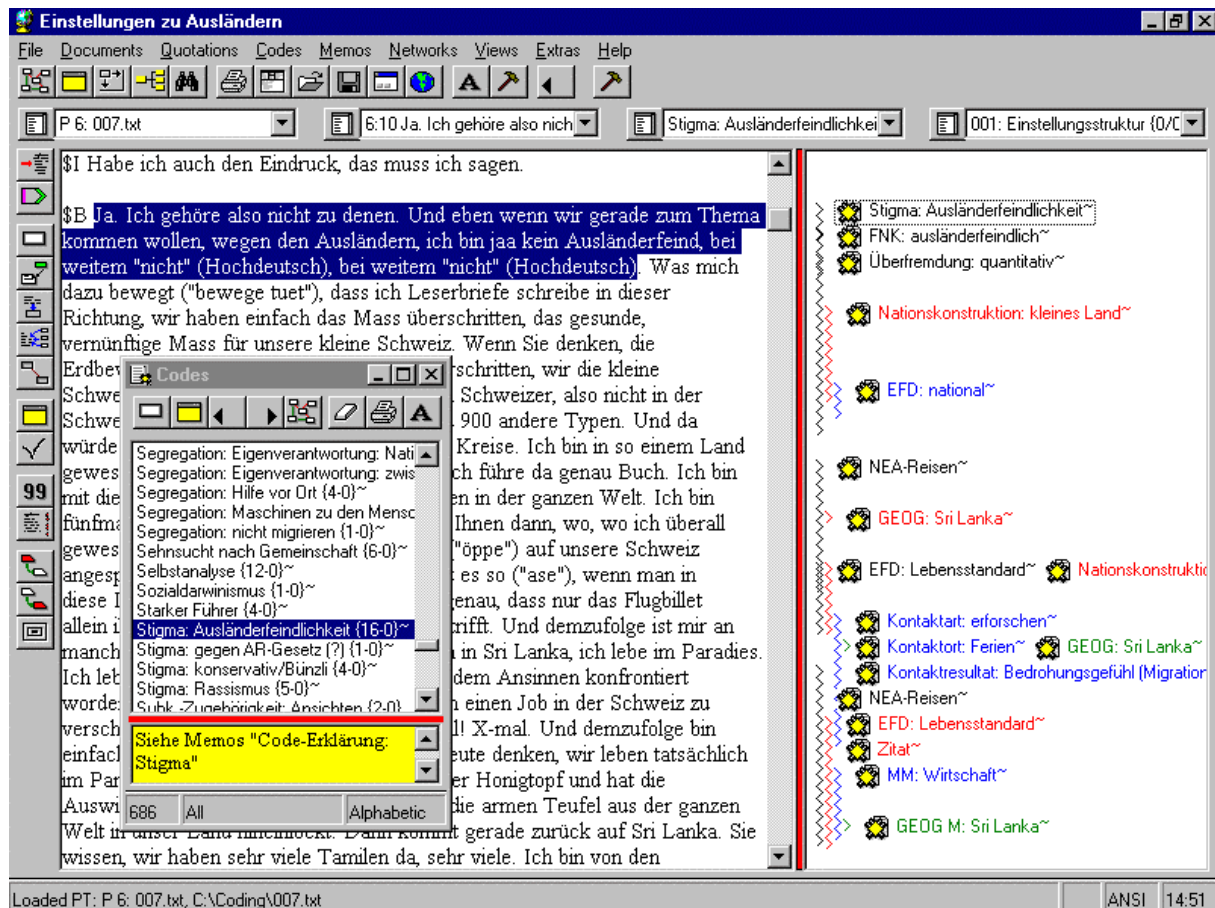 Einstellungen zu Ausländern
File Documents Quotations Codes Memos Networks Views Extras Help
P 6: 007.txt
6:10 Ja. Ich gehöre also nich
Stigma: Ausländerfeindlichkei
001: Einstellungsstruktur {0/
$I Habe ich auch den Eindruck, das muss ich sagen.
$B Ja. Ich gehöre also nicht zu denen. Und eben wenn wir gerade zum Thema
kommen wollen, wegen den Ausländern, ich bin jaa kein Ausländerfeind, bei
weitem "nicht" (Hochdeutsch), bei weitem "nicht" (Hochdeutsch). Was mich
dazu bewegt ("bewege tuet"), dass ich Leserbriefe schreibe in dieser
Richtung, wir haben einfach das Mass überschritten, das gesunde,
vernünftige Mass für unsere kleine Schweiz. Wenn Sie denken, die
Erdbev rschritten, wir die kleine
Schwe Schweizer, also nicht in der
Schwe 900 andere Typen. Und da
würde Kreise. Ich bin in so einem Land
gewes ch führe da genau Buch. Ich bin
mit die en in der ganzen Welt. Ich bin
fünfma Ihnen dann, wo, wo ich überall
gewes "öppe") auf unsere Schweiz
angesp es so ("ase"), wenn man in
diese I enau, dass nur das Flugbillet
allein i rifft. Und demzufolge ist mir an
manch in Sri Lanka, ich lebe im Paradies.
Ich leb dem Ansinnen konfrontiert
worde einen Job in der Schweiz zu
versch l! X-mal. Und demzufolge bin
einfac eute denken, wir leben tatsächlich
im Par er Honigtopf und hat die
Auswi die armen Teufel aus der ganzen
Welt in unser Land hineinlockt. Dann kommt gerade zurück auf Sri Lanka. Sie
wissen, wir haben sehr viele Tamilen da, sehr viele. Ich bin von den
Codes
Segregation: Eigenverantwortung: Nati
Segregation: Eigenverantwortung: zwis
Segregation: Hilfe vor Ort {4-0}~
Segregation: Maschinen zu den Mensc
Segregation: nicht migrieren {1-0}~
Sehnsucht nach Gemeinschaft {6-0}~
Selbstanalyse {12-0}~
Sozialdarwinismus {1-0}~
Starker Führer {4-0}~
Stigma: Ausländerfeindlichkeit {16-0}~
Stigma: gegen AR-Gesetz (?) {1-0}~
Stigma: konservativ/Bünzli {4-0}~
Stigma: Rassismus {5-0}~
Subk.-Zugehörigkeit: Ansichten {2-0}
Siehe Memos "Code-Erklärung:
Stigma"
686 All Alphabetic
Stigma: Ausländerfeindlichkeit~
FNK: ausländerfeindlich~
Überfremdung: quantitativ~
Nationskonstruktion: kleines Land~
EFD: national~
NEA-Reisen~
GEOG: Sri Lanka~
EFD: Lebensstandard~ Nationskonstruktio
Kontaktart: erforschen~
Kontaktort: Ferien~ GEOG: Sri Lanka~
Kontaktresultat: Bedrohungsgefühl (Migration
NEA-Reisen~
EFD: Lebensstandard~
Zitat~
MM: Wirtschaft~
GEOG M: Sri Lanka~
99
A
A
Loaded PT: P 6: 007.txt, C:\Coding\007.txt
ANSI 14:51